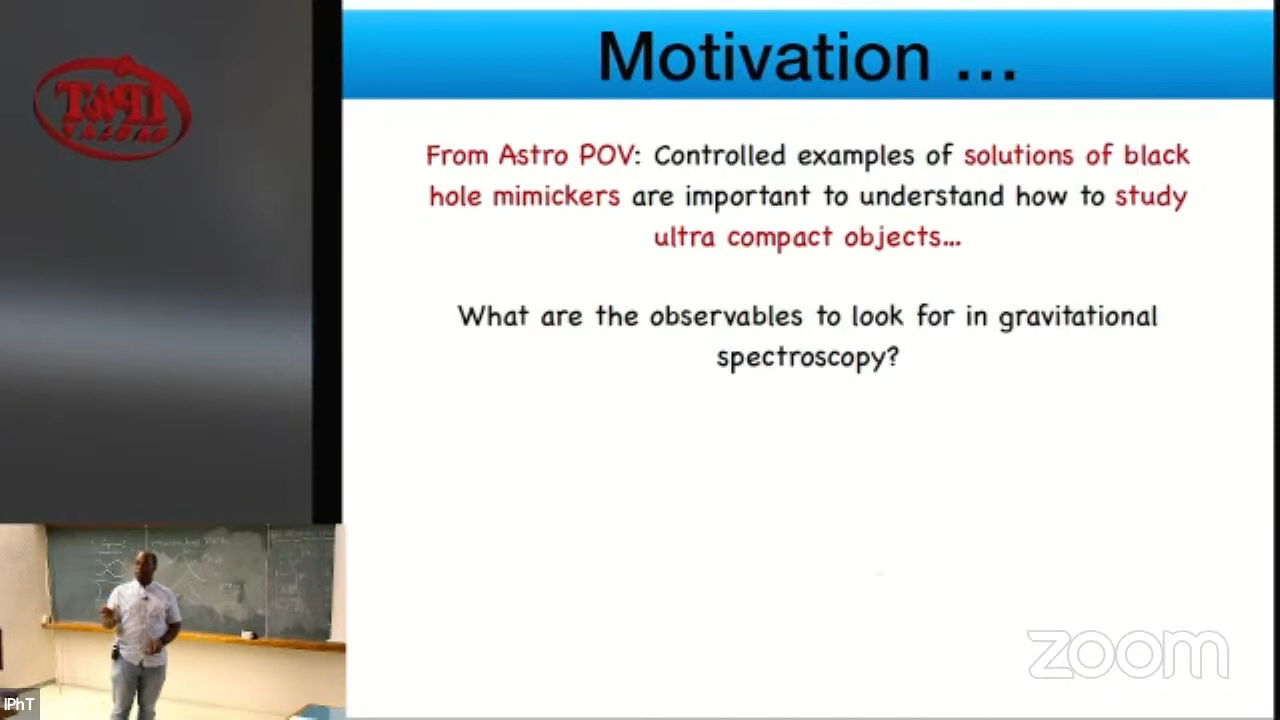 Motivation ...
From Astro POV: Controlled examples of solutions of black
hole mimickers are important to understand how to study
ultra compact objects...
What are the observables to look for in gravitational
spectroscopy?
zoom
IPhT